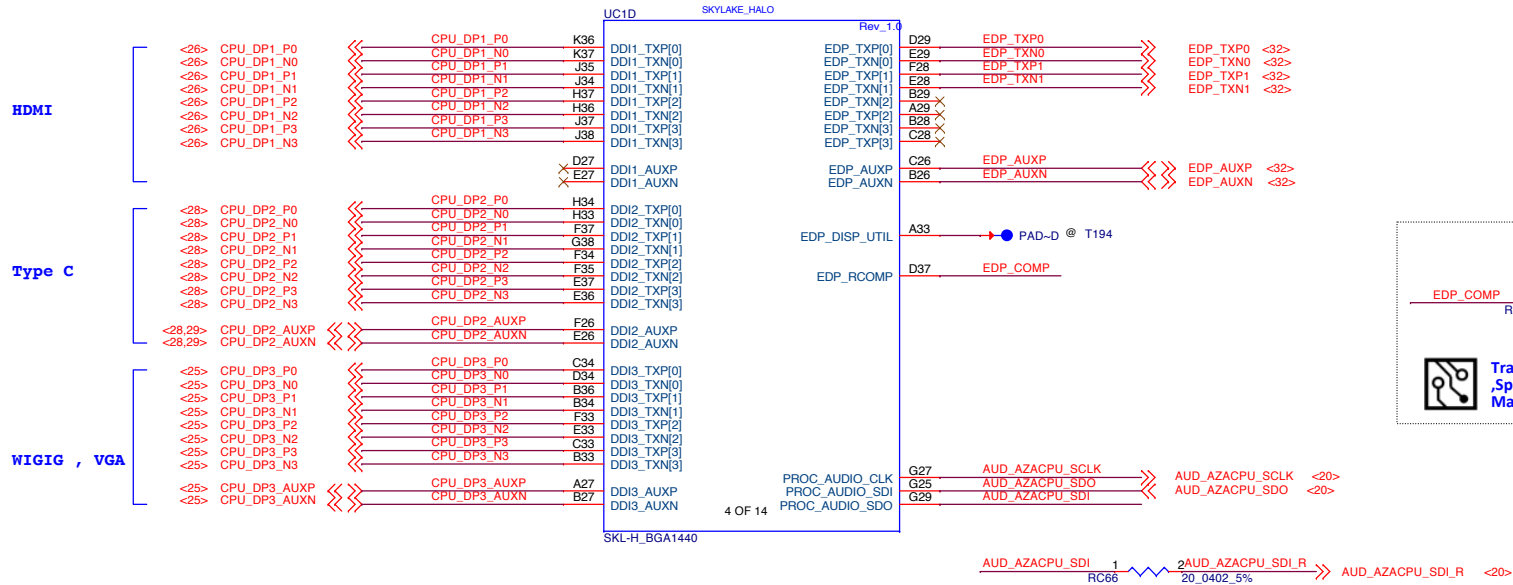 UC1D SKYLAKE_HALO
Rev_1.0
HDMI
<26> CPU_DP1_P0 CPU_DP1_P0 K36 DDI1_TXP[0]
<26> CPU_DP1_N0 CPU_DP1_N0 K37 DDI1_TXN[0]
<26> CPU_DP1_P1 CPU_DP1_P1 J35 DDI1_TXP[1]
<26> CPU_DP1_N1 CPU_DP1_N1 J34 DDI1_TXN[1]
<26> CPU_DP1_P2 CPU_DP1_P2 H37 DDI1_TXP[2]
<26> CPU_DP1_N2 CPU_DP1_N2 H36 DDI1_TXN[2]
<26> CPU_DP1_P3 CPU_DP1_P3 J37 DDI1_TXP[3]
<26> CPU_DP1_N3 CPU_DP1_N3 J38 DDI1_TXN[3]
D27 DDI1_AUXP
E27 DDI1_AUXN
Type C
<28> CPU_DP2_P0 CPU_DP2_P0 H34 DDI2_TXP[0]
<28> CPU_DP2_N0 CPU_DP2_N0 H33 DDI2_TXN[0]
<28> CPU_DP2_P1 CPU_DP2_P1 F37 DDI2_TXP[1]
<28> CPU_DP2_N1 CPU_DP2_N1 G38 DDI2_TXN[1]
<28> CPU_DP2_P2 CPU_DP2_P2 F34 DDI2_TXP[2]
<28> CPU_DP2_N2 CPU_DP2_N2 F35 DDI2_TXN[2]
<28> CPU_DP2_P3 CPU_DP2_P3 E37 DDI2_TXP[3]
<28> CPU_DP2_N3 CPU_DP2_N3 E36 DDI2_TXN[3]
<28,29> CPU_DP2_AUXP CPU_DP2_AUXP F26 DDI2_AUXP
<28,29> CPU_DP2_AUXN CPU_DP2_AUXN E26 DDI2_AUXN
WIGIG , VGA
<25> CPU_DP3_P0 CPU_DP3_P0 C34 DDI3_TXP[0]
<25> CPU_DP3_N0 CPU_DP3_N0 D34 DDI3_TXN[0]
<25> CPU_DP3_P1 CPU_DP3_P1 B36 DDI3_TXP[1]
<25> CPU_DP3_N1 CPU_DP3_N1 B34 DDI3_TXN[1]
<25> CPU_DP3_P2 CPU_DP3_P2 F33 DDI3_TXP[2]
<25> CPU_DP3_N2 CPU_DP3_N2 E33 DDI3_TXN[2]
<25> CPU_DP3_P3 CPU_DP3_P3 C33 DDI3_TXP[3]
<25> CPU_DP3_N3 CPU_DP3_N3 B33 DDI3_TXN[3]
<25> CPU_DP3_AUXP CPU_DP3_AUXP A27 DDI3_AUXP
<25> CPU_DP3_AUXN CPU_DP3_AUXN B27 DDI3_AUXN
EDP_TXP[0] D29 EDP_TXP0 EDP_TXP0 <32>
EDP_TXN[0] E29 EDP_TXN0 EDP_TXN0 <32>
EDP_TXP[1] F28 EDP_TXP1 EDP_TXP1 <32>
EDP_TXN[1] E28 EDP_TXN1 EDP_TXN1 <32>
EDP_TXN[2] B29
EDP_TXP[2] A29
EDP_TXN[3] B28
EDP_TXP[3] C28
EDP_AUXP C26 EDP_AUXP EDP_AUXP <32>
EDP_AUXN B26 EDP_AUXN EDP_AUXN <32>
EDP_DISP_UTIL A33 PAD~D @ T194
EDP_RCOMP D37 EDP_COMP
PROC_AUDIO_CLK G27 AUD_AZACPU_SCLK AUD_AZACPU_SCLK <20>
PROC_AUDIO_SDI G25 AUD_AZACPU_SDO AUD_AZACPU_SDO <20>
PROC_AUDIO_SDO G29 AUD_AZACPU_SDI
4 OF 14
SKL-H_BGA1440
EDP_COMP
R
Tra
,Sp
Ma
AUD_AZACPU_SDI 1 2 AUD_AZACPU_SDI_R AUD_AZACPU_SDI_R <20>
RC66 20_0402_5%